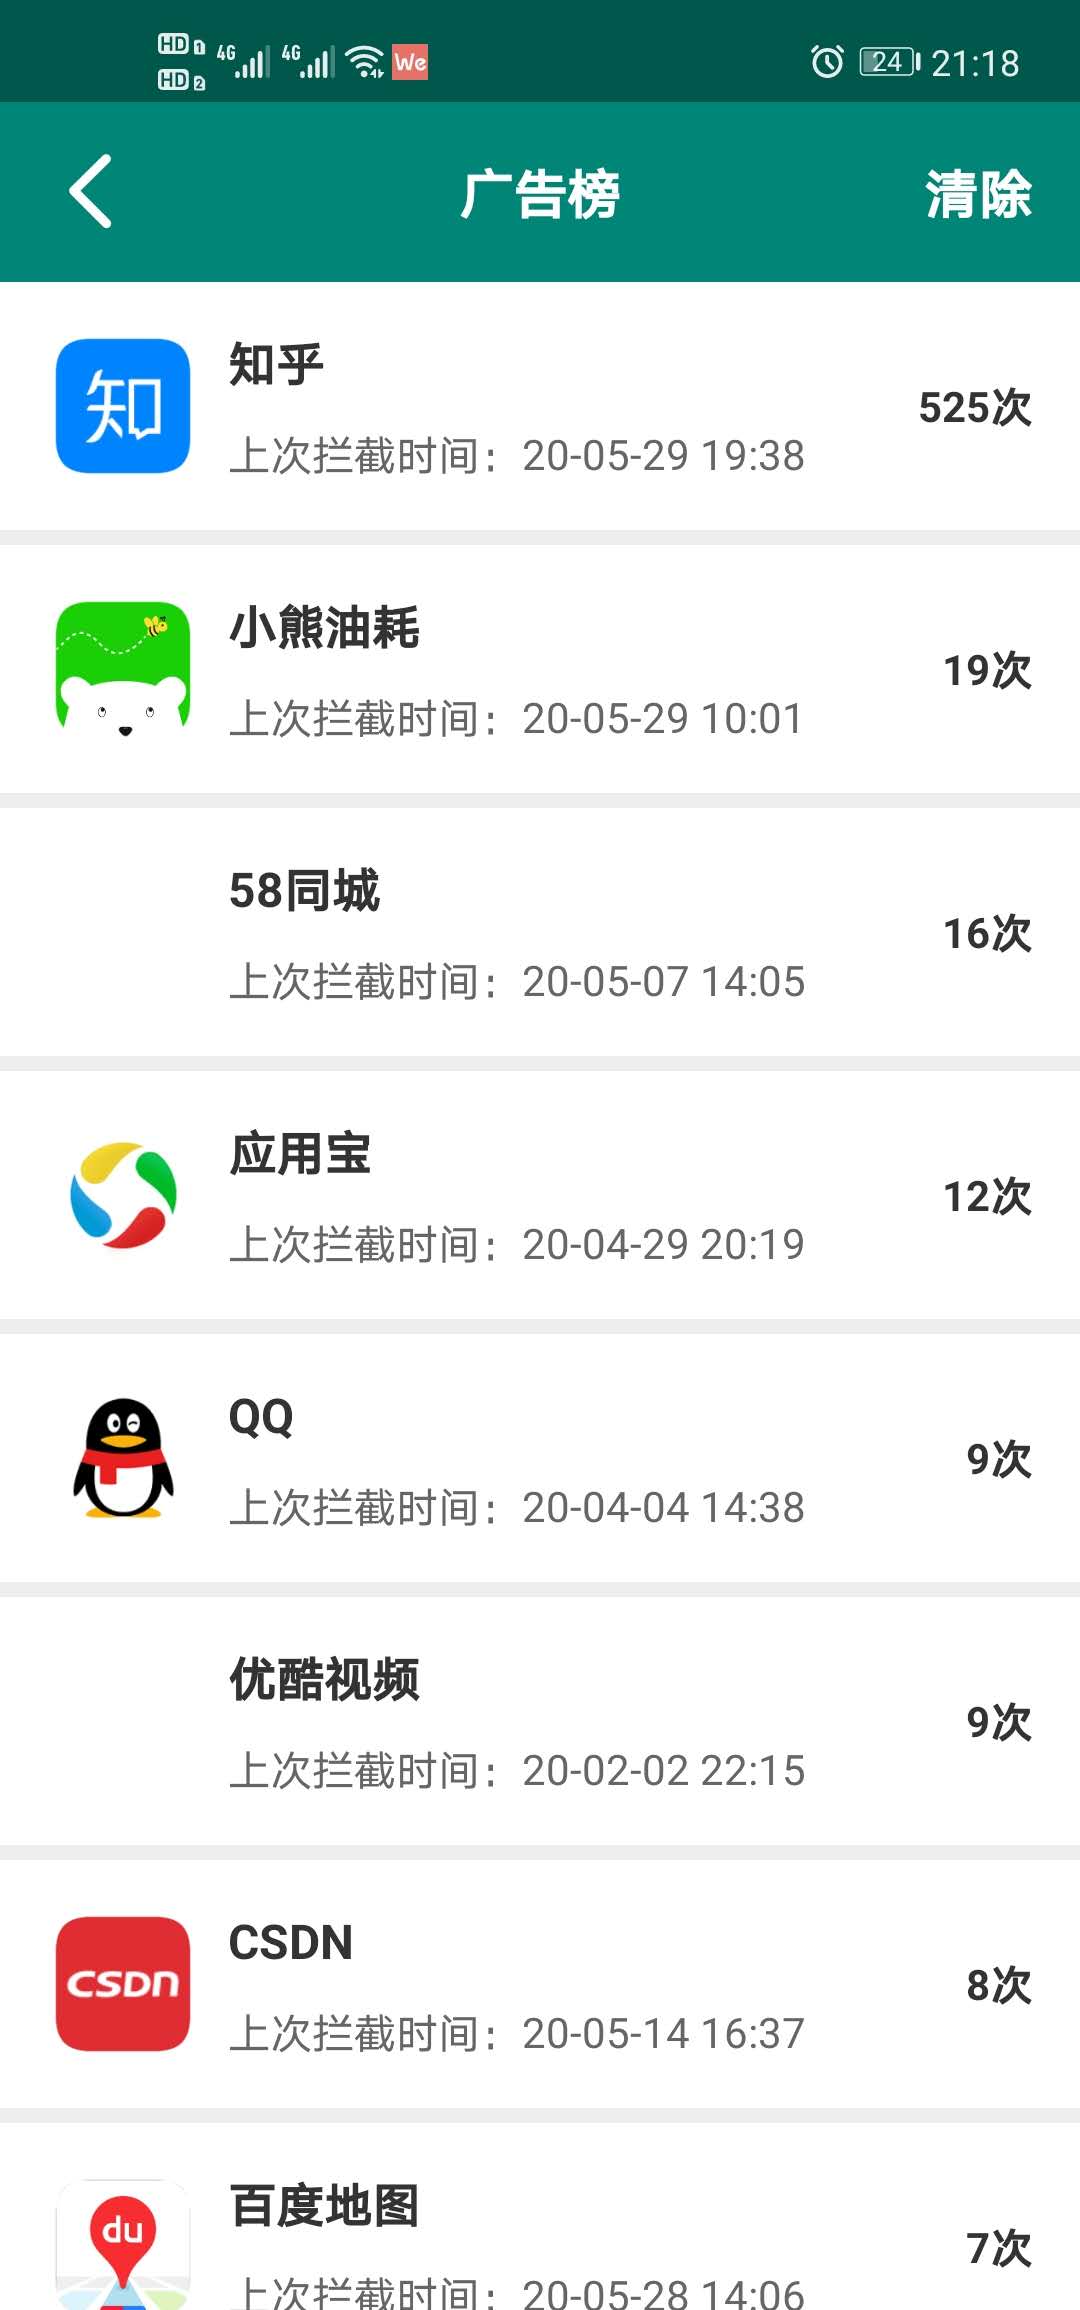 HD 1 4G 4G We 24 21:18
HD 2
广告榜 清除
知 知乎
525次
上次拦截时间：20-05-29 19:38
小熊油耗
19次
上次拦截时间：20-05-29 10:01
58同城
16次
上次拦截时间：20-05-07 14:05
应用宝
12次
上次拦截时间：20-04-29 20:19
QQ
9次
上次拦截时间：20-04-04 14:38
优酷视频
9次
上次拦截时间：20-02-02 22:15
CSDN
CSDN 8次
上次拦截时间：20-05-14 16:37
百度地图
du 7次
上次拦截时间：20-05-28 14:06